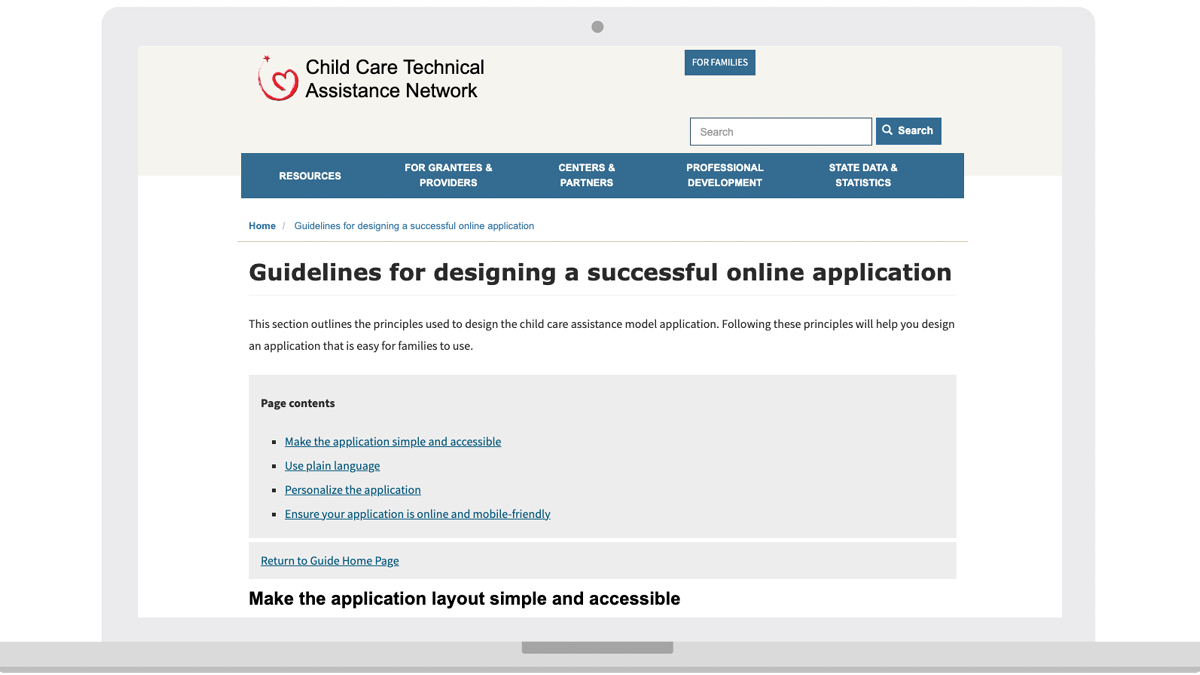 Child Care Technical
Assistance Network
FOR FAMILIES
Search
Search
RESOURCES
FOR GRANTEES &
PROVIDERS
CENTERS &
PARTNERS
PROFESSIONAL
DEVELOPMENT
STATE DATA &
STATISTICS
Home / Guidelines for designing a successful online application
Guidelines for designing a successful online application
This section outlines the principles used to design the child care assistance model application. Following these principles will help you design
an application that is easy for families to use.
Page contents
Make the application simple and accessible
Use plain language
Personalize the application
Ensure your application is online and mobile-friendly
Return to Guide Home Page
Make the application layout simple and accessible